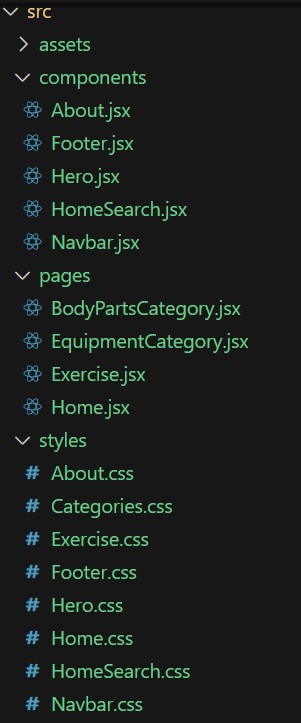 src
assets
components
About.jsx
Footer.jsx
Hero.jsx
HomeSearch.jsx
Navbar.jsx
pages
BodyPartsCategory.jsx
EquipmentCategory.jsx
Exercise.jsx
Home.jsx
styles
# About.css
# Categories.css
# Exercise.css
# Footer.css
# Hero.css
# Home.css
# HomeSearch.css
# Navbar.css